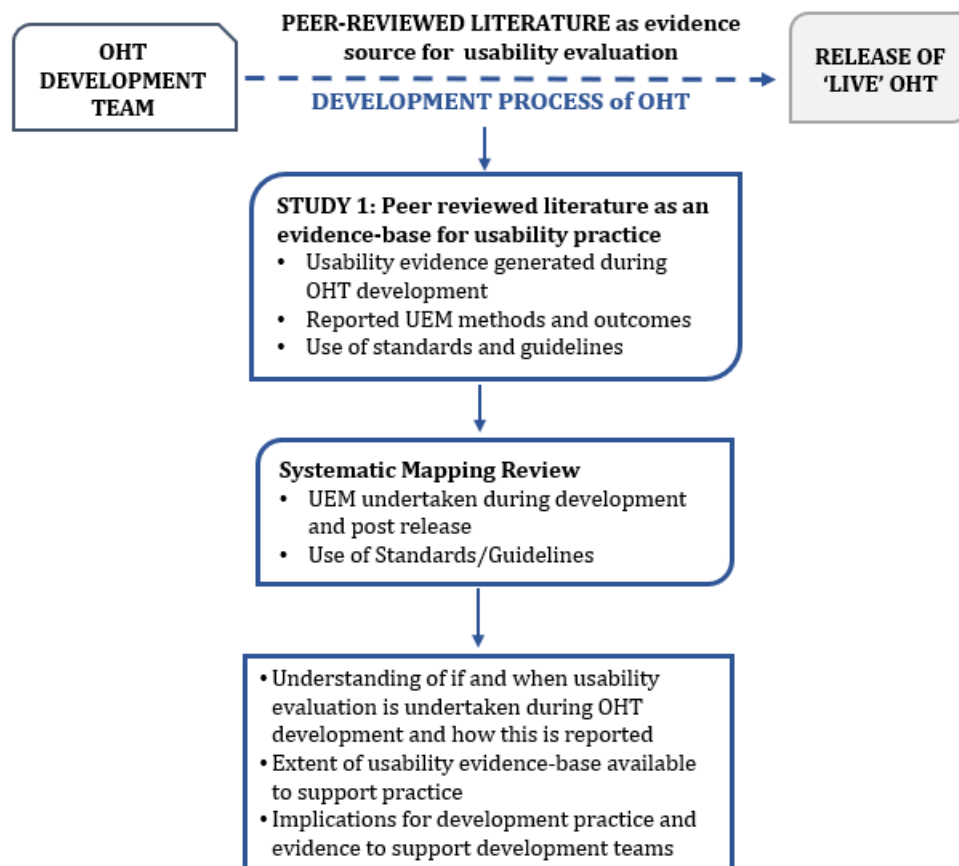 OHT
DEVELOPMENT
TEAM
PEER-REVIEWED LITERATURE as evidence
source for usability evaluation
DEVELOPMENT PROCESS of OHT
RELEASE OF
‘LIVE’ OHT
STUDY 1: Peer reviewed literature as an
evidence-base for usability practice
• Usability evidence generated during
OHT development
• Reported UEM methods and outcomes
• Use of standards and guidelines
Systematic Mapping Review
• UEM undertaken during development
and post release
• Use of Standards/Guidelines
• Understanding of if and when usability
evaluation is undertaken during OHT
development and how this is reported
• Extent of usability evidence-base available
to support practice
• Implications for development practice and
evidence to support development teams